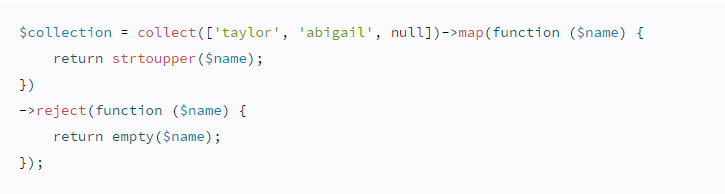 $collection = collect(['taylor', 'abigail', null])->map(function ($name) {
    return strtoupper($name);
})
->reject(function ($name) {
    return empty($name);
});